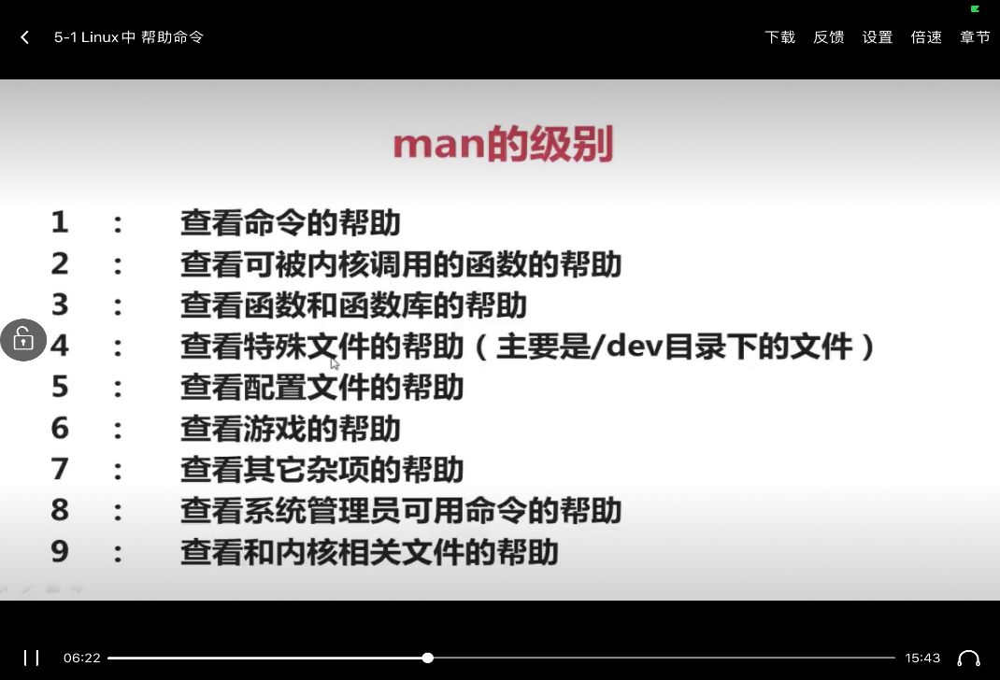 5-1 Linux中 帮助命令 下载 反馈 设置 倍速 章节
man的级别
1 : 查看命令的帮助
2 : 查看可被内核调用的函数的帮助
3 : 查看函数和函数库的帮助
4 : 查看特殊文件的帮助（主要是/dev目录下的文件）
5 : 查看配置文件的帮助
6 : 查看游戏的帮助
7 : 查看其它杂项的帮助
8 : 查看系统管理员可用命令的帮助
9 : 查看和内核相关文件的帮助
06:22 15:43